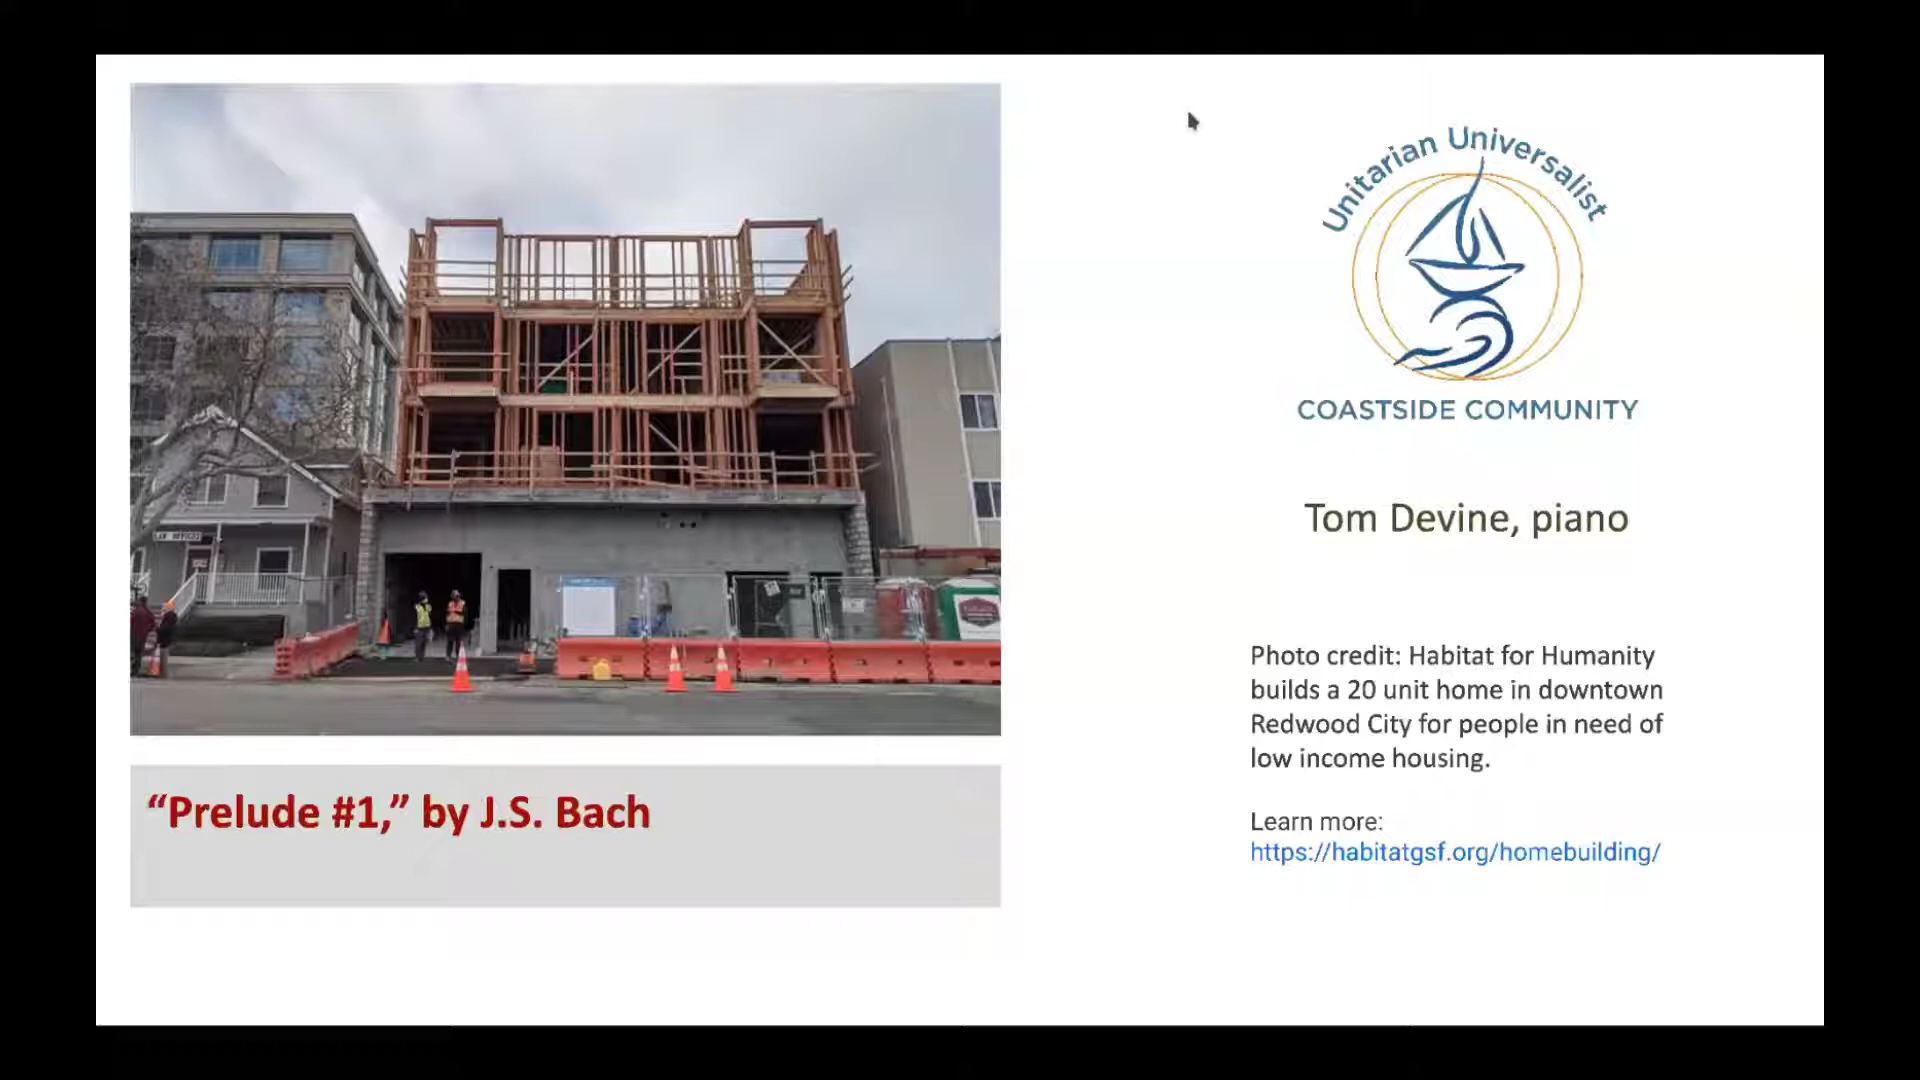 LAW OFFICES
“Prelude #1,” by J.S. Bach
Unitarian Universalist
COASTSIDE COMMUNITY
Tom Devine, piano
Photo credit: Habitat for Humanity
builds a 20 unit home in downtown
Redwood City for people in need of
low income housing.
Learn more:
https://habitatgsf.org/homebuilding/